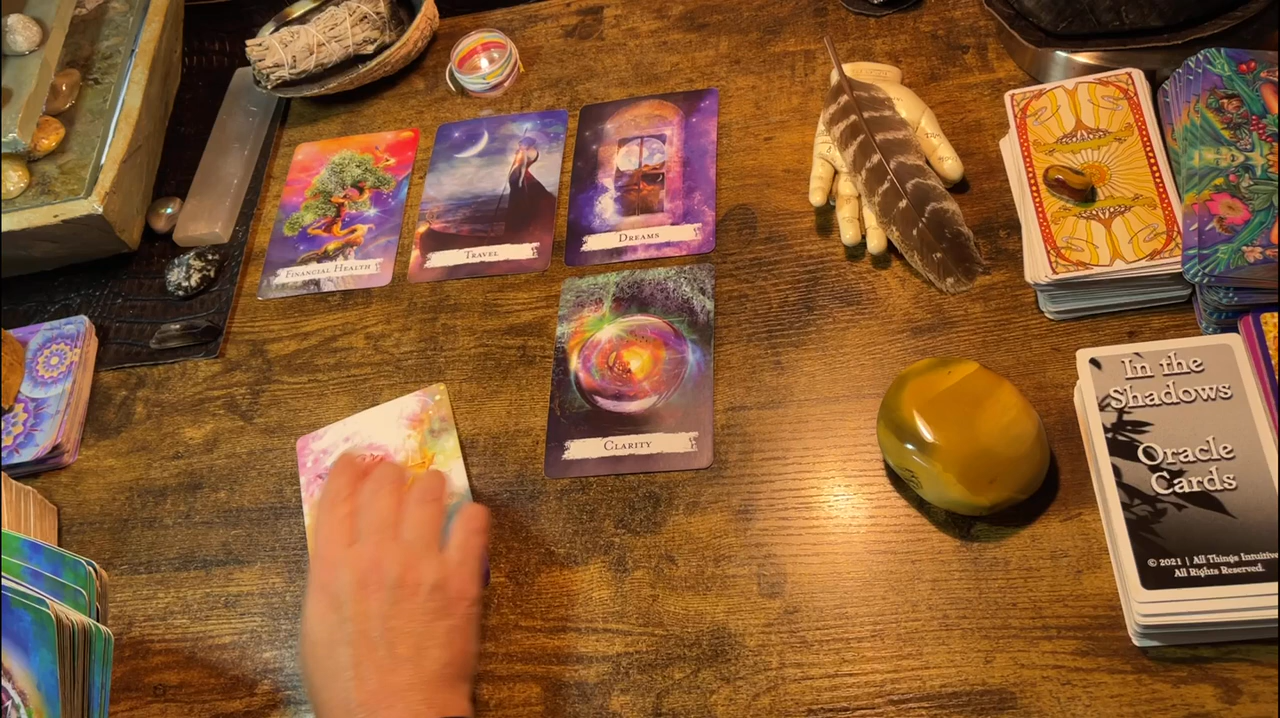 Financial Health
Travel
Dreams
Clarity
In the
Shadows
Oracle
Cards
© 2021 | All Things Intuitive
All Rights Reserved.